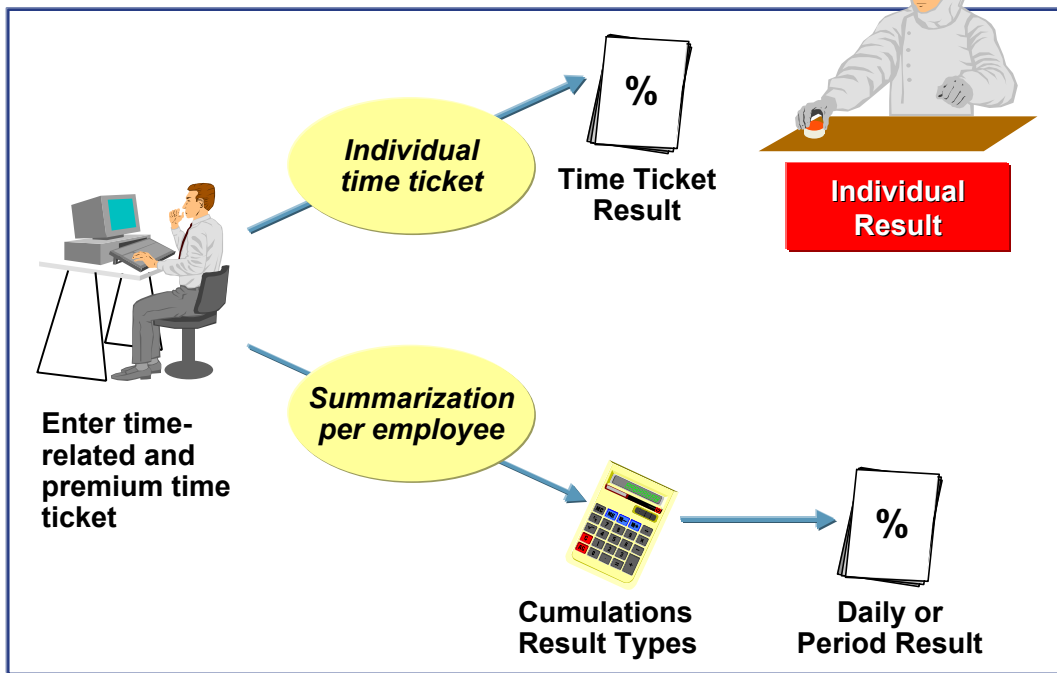 Individual
time ticket
%
Time Ticket
Result
Individual
Result
Enter time-
related and
premium time
ticket
Summarization
per employee
Cumulations
Result Types
%
Daily or
Period Result